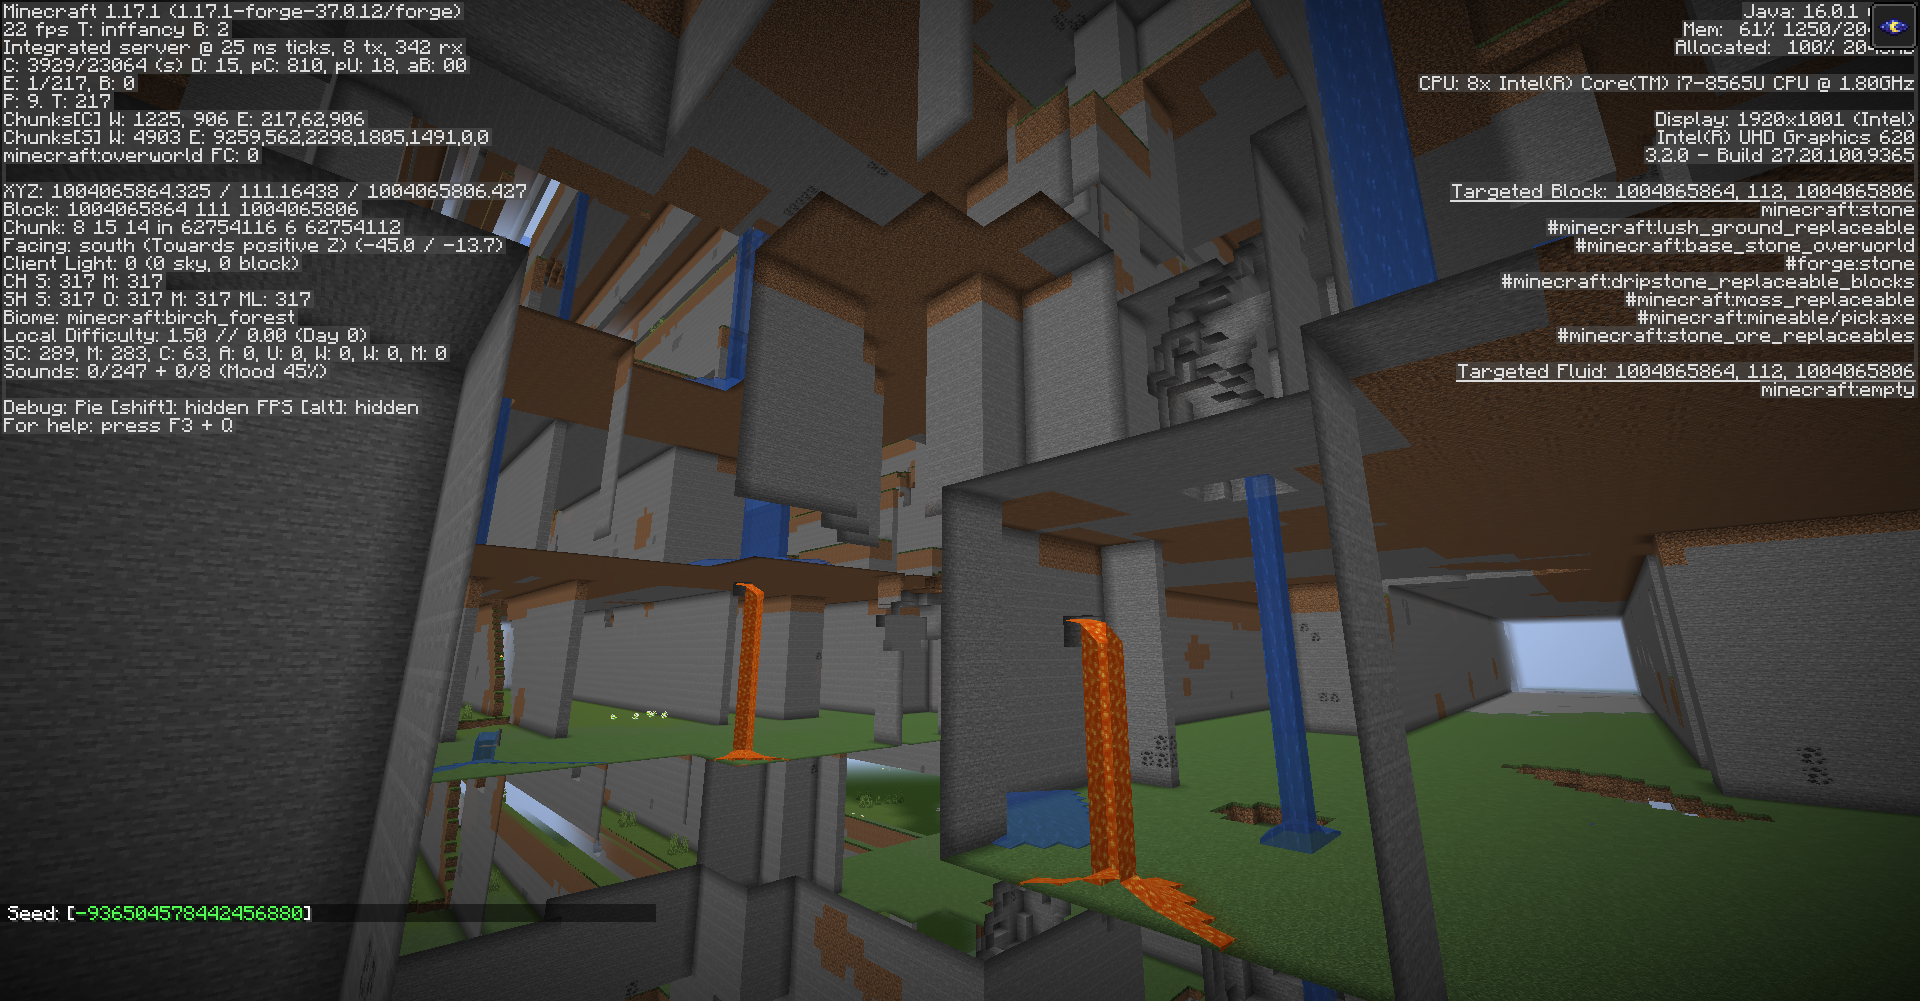 Minecraft 1.17.1 (1.17.1-forge-37.0.12/forge)
22 fps T: inffancy B: 2
Integrated server @ 25 ms ticks, 8 tx, 342 rx
C: 3929/23064 (s) D: 15, pC: 810, pU: 18, aB: 00
E: 1/217, B: 0
P: 9. T: 217
Chunks[C] W: 1225, 906 E: 217,62,906
Chunks[S] W: 4903 E: 9259,562,2298,1805,1491,0,0
minecraft:overworld FC: 0
XYZ: 1004065864.325 / 111.16438 / 1004065806.427
Block: 1004065864 111 1004065806
Chunk: 8 15 14 in 62754116 6 62754112
Facing: south (Towards positive Z) (-45.0 / -13.7)
Client Light: 0 (0 sky, 0 block)
CH S: 317 M: 317
SH S: 317 O: 317 M: 317 ML: 317
Biome: minecraft:birch_forest
Local Difficulty: 1.50 // 0.00 (Day 0)
SC: 289, M: 283, C: 63, A: 0, U: 0, W: 0, W: 0, M: 0
Sounds: 0/247 + 0/8 (Mood 45%)
Debug: Pie [shift]: hidden FPS [alt]: hidden
For help: press F3 + Q
Java: 16.0.1
Mem: 61% 1250/20
Allocated: 100% 204
CPU: 8x Intel(R) Core(TM) i7-8565U CPU @ 1.80GHz
Display: 1920x1001 (Intel)
Intel(R) UHD Graphics 620
3.2.0 - Build 27.20.100.9365
Targeted Block: 1004065864, 112, 1004065806
minecraft:stone
#minecraft:lush_ground_replaceable
#minecraft:base_stone_overworld
#forge:stone
#minecraft:dripstone_replaceable_blocks
#minecraft:moss_replaceable
#minecraft:mineable/pickaxe
#minecraft:stone_ore_replaceables
Targeted Fluid: 1004065864, 112, 1004065806
minecraft:empty
Seed: [-936504578442456880]